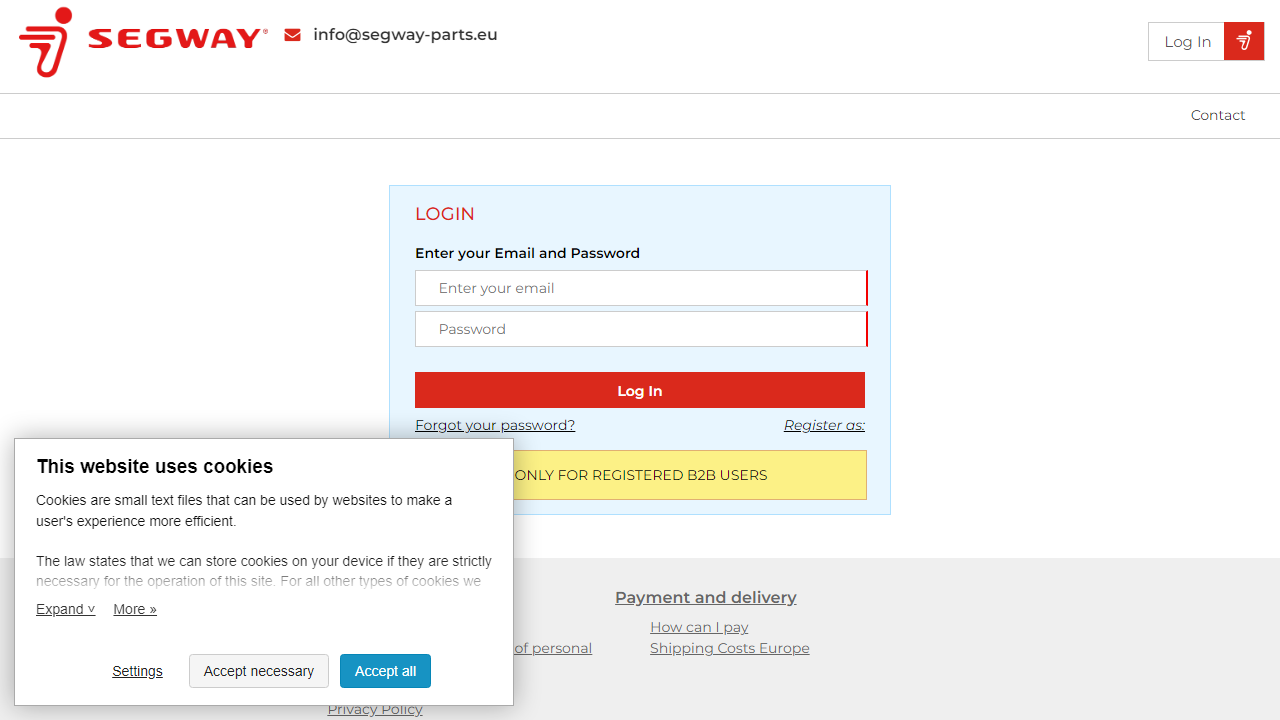 SEGWAY®
info@segway-parts.eu
Log In
Contact
LOGIN
Enter your Email and Password
Enter your email
Password
Log In
Forgot your password?
Register as:
ONLY FOR REGISTERED B2B USERS
This website uses cookies
Cookies are small text files that can be used by websites to make a
user's experience more efficient.
The law states that we can store cookies on your device if they are strictly
necessary for the operation of this site. For all other types of cookies we
Expand ˅
More »
Settings
Accept necessary
Accept all
Payment and delivery
How can I pay
of personal
Shipping Costs Europe
Privacy Policy